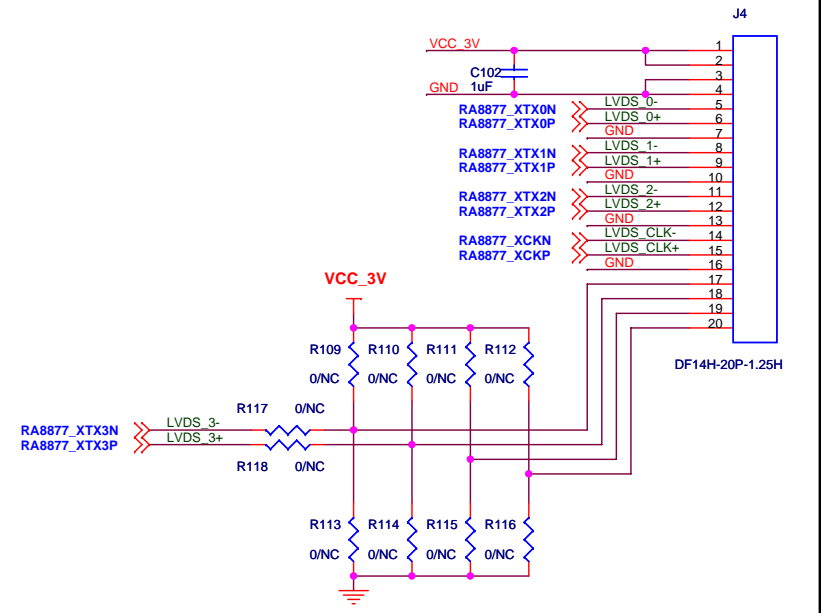 J4
VCC_3V
1
2
C102
1uF
3
GND
4
RA8877_XTX0N
LVDS_0-
5
RA8877_XTX0P
LVDS_0+
6
GND
7
RA8877_XTX1N
LVDS_1-
8
RA8877_XTX1P
LVDS_1+
9
GND
10
RA8877_XTX2N
LVDS_2-
11
RA8877_XTX2P
LVDS_2+
12
GND
13
RA8877_XCKN
LVDS_CLK-
14
RA8877_XCKP
LVDS_CLK+
15
GND
16
17
18
19
20
VCC_3V
DF14H-20P-1.25H
R109
R110
R111
R112
0/NC
0/NC
0/NC
0/NC
R117
0/NC
RA8877_XTX3N
LVDS_3-
RA8877_XTX3P
LVDS_3+
R118
0/NC
R113
R114
R115
R116
0/NC
0/NC
0/NC
0/NC